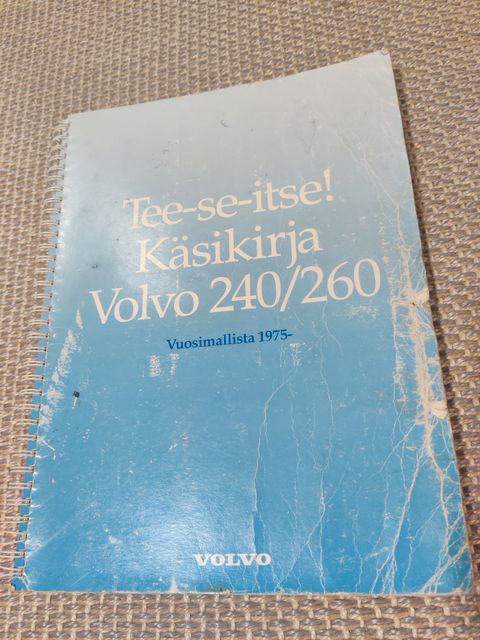 Tee-se-itse!
Käsikirja
Volvo 240/260
Vuosimallista 1975-
VOLVO